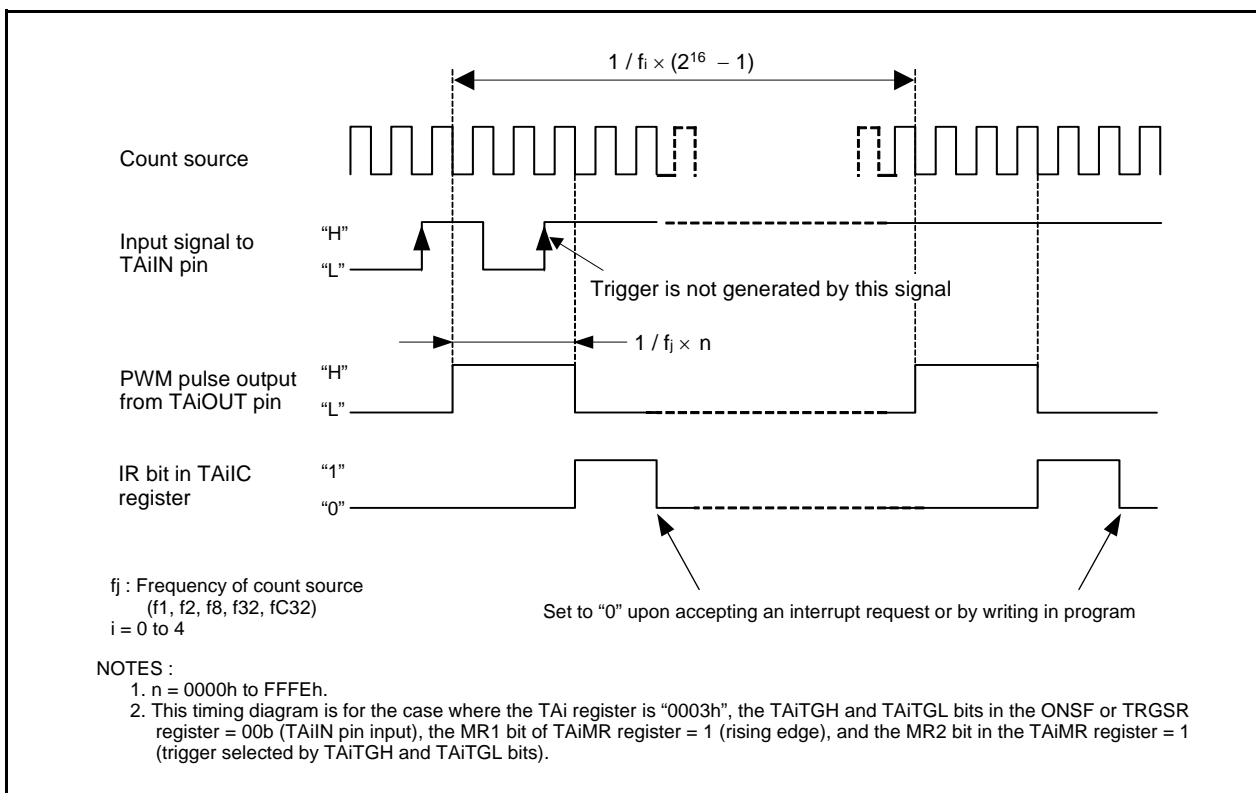 1 / fi × (2¹⁶ − 1)
Count source
Input signal to
TAiIN pin
“H”
“L”
Trigger is not generated by this signal
1 / fj × n
PWM pulse output
from TAiOUT pin
“H”
“L”
IR bit in TAiIC
register
“1”
“0”
fj : Frequency of count source
(f1, f2, f8, f32, fC32)
i = 0 to 4
Set to “0” upon accepting an interrupt request or by writing in program
NOTES :
1. n = 0000h to FFFEh.
2. This timing diagram is for the case where the TAi register is “0003h”, the TAiTGH and TAiTGL bits in the ONSF or TRGSR
register = 00b (TAiIN pin input), the MR1 bit of TAiMR register = 1 (rising edge), and the MR2 bit in the TAiMR register = 1
(trigger selected by TAiTGH and TAiTGL bits).